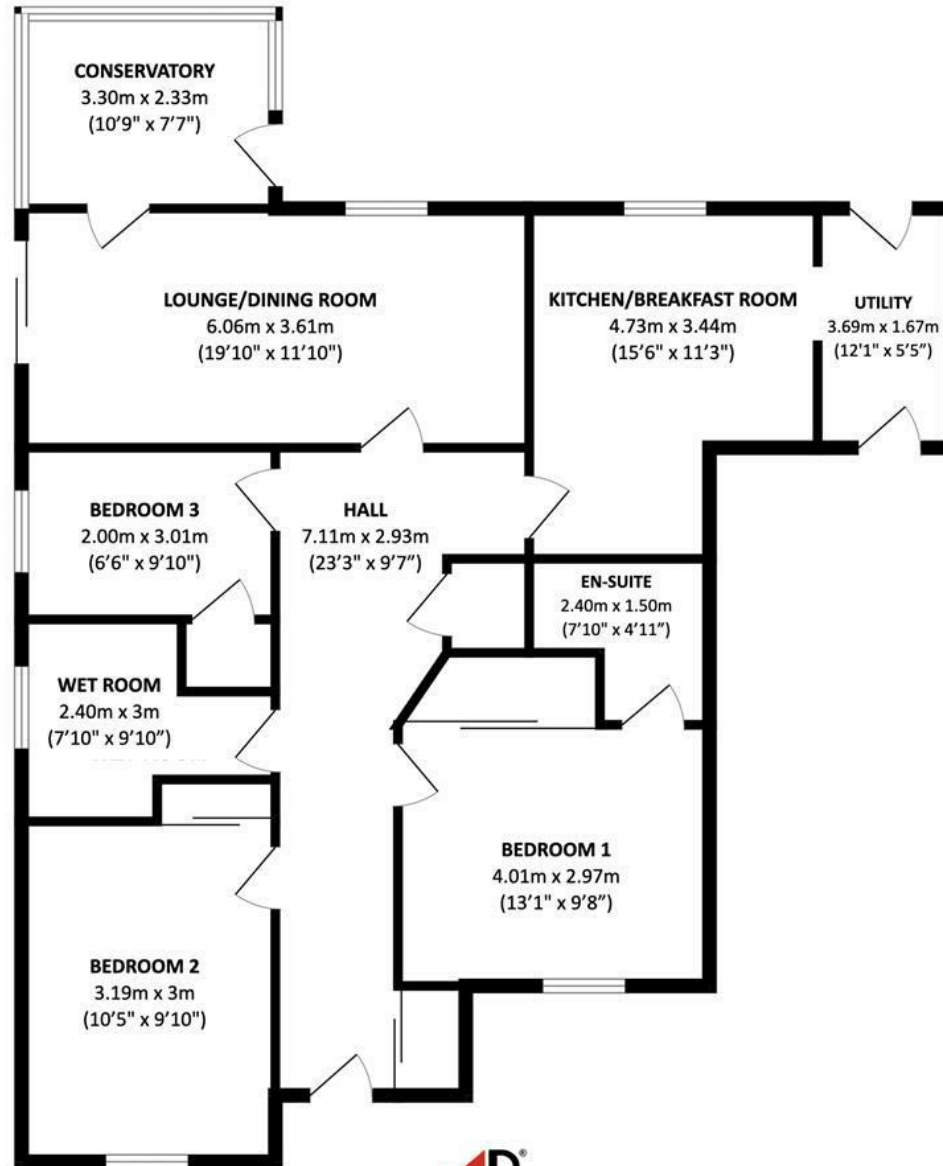 CONSERVATORY
3.30m x 2.33m
(10'9" x 7'7")
LOUNGE/DINING ROOM
6.06m x 3.61m
(19'10" x 11'10")
KITCHEN/BREAKFAST ROOM
4.73m x 3.44m
(15'6" x 11'3")
UTILITY
3.69m x 1.67m
(12'1" x 5'5")
BEDROOM 3
2.00m x 3.01m
(6'6" x 9'10")
HALL
7.11m x 2.93m
(23'3" x 9'7")
EN-SUITE
2.40m x 1.50m
(7'10" x 4'11")
WET ROOM
2.40m x 3m
(7'10" x 9'10")
BEDROOM 1
4.01m x 2.97m
(13'1" x 9'8")
BEDROOM 2
3.19m x 3m
(10'5" x 9'10")
D®